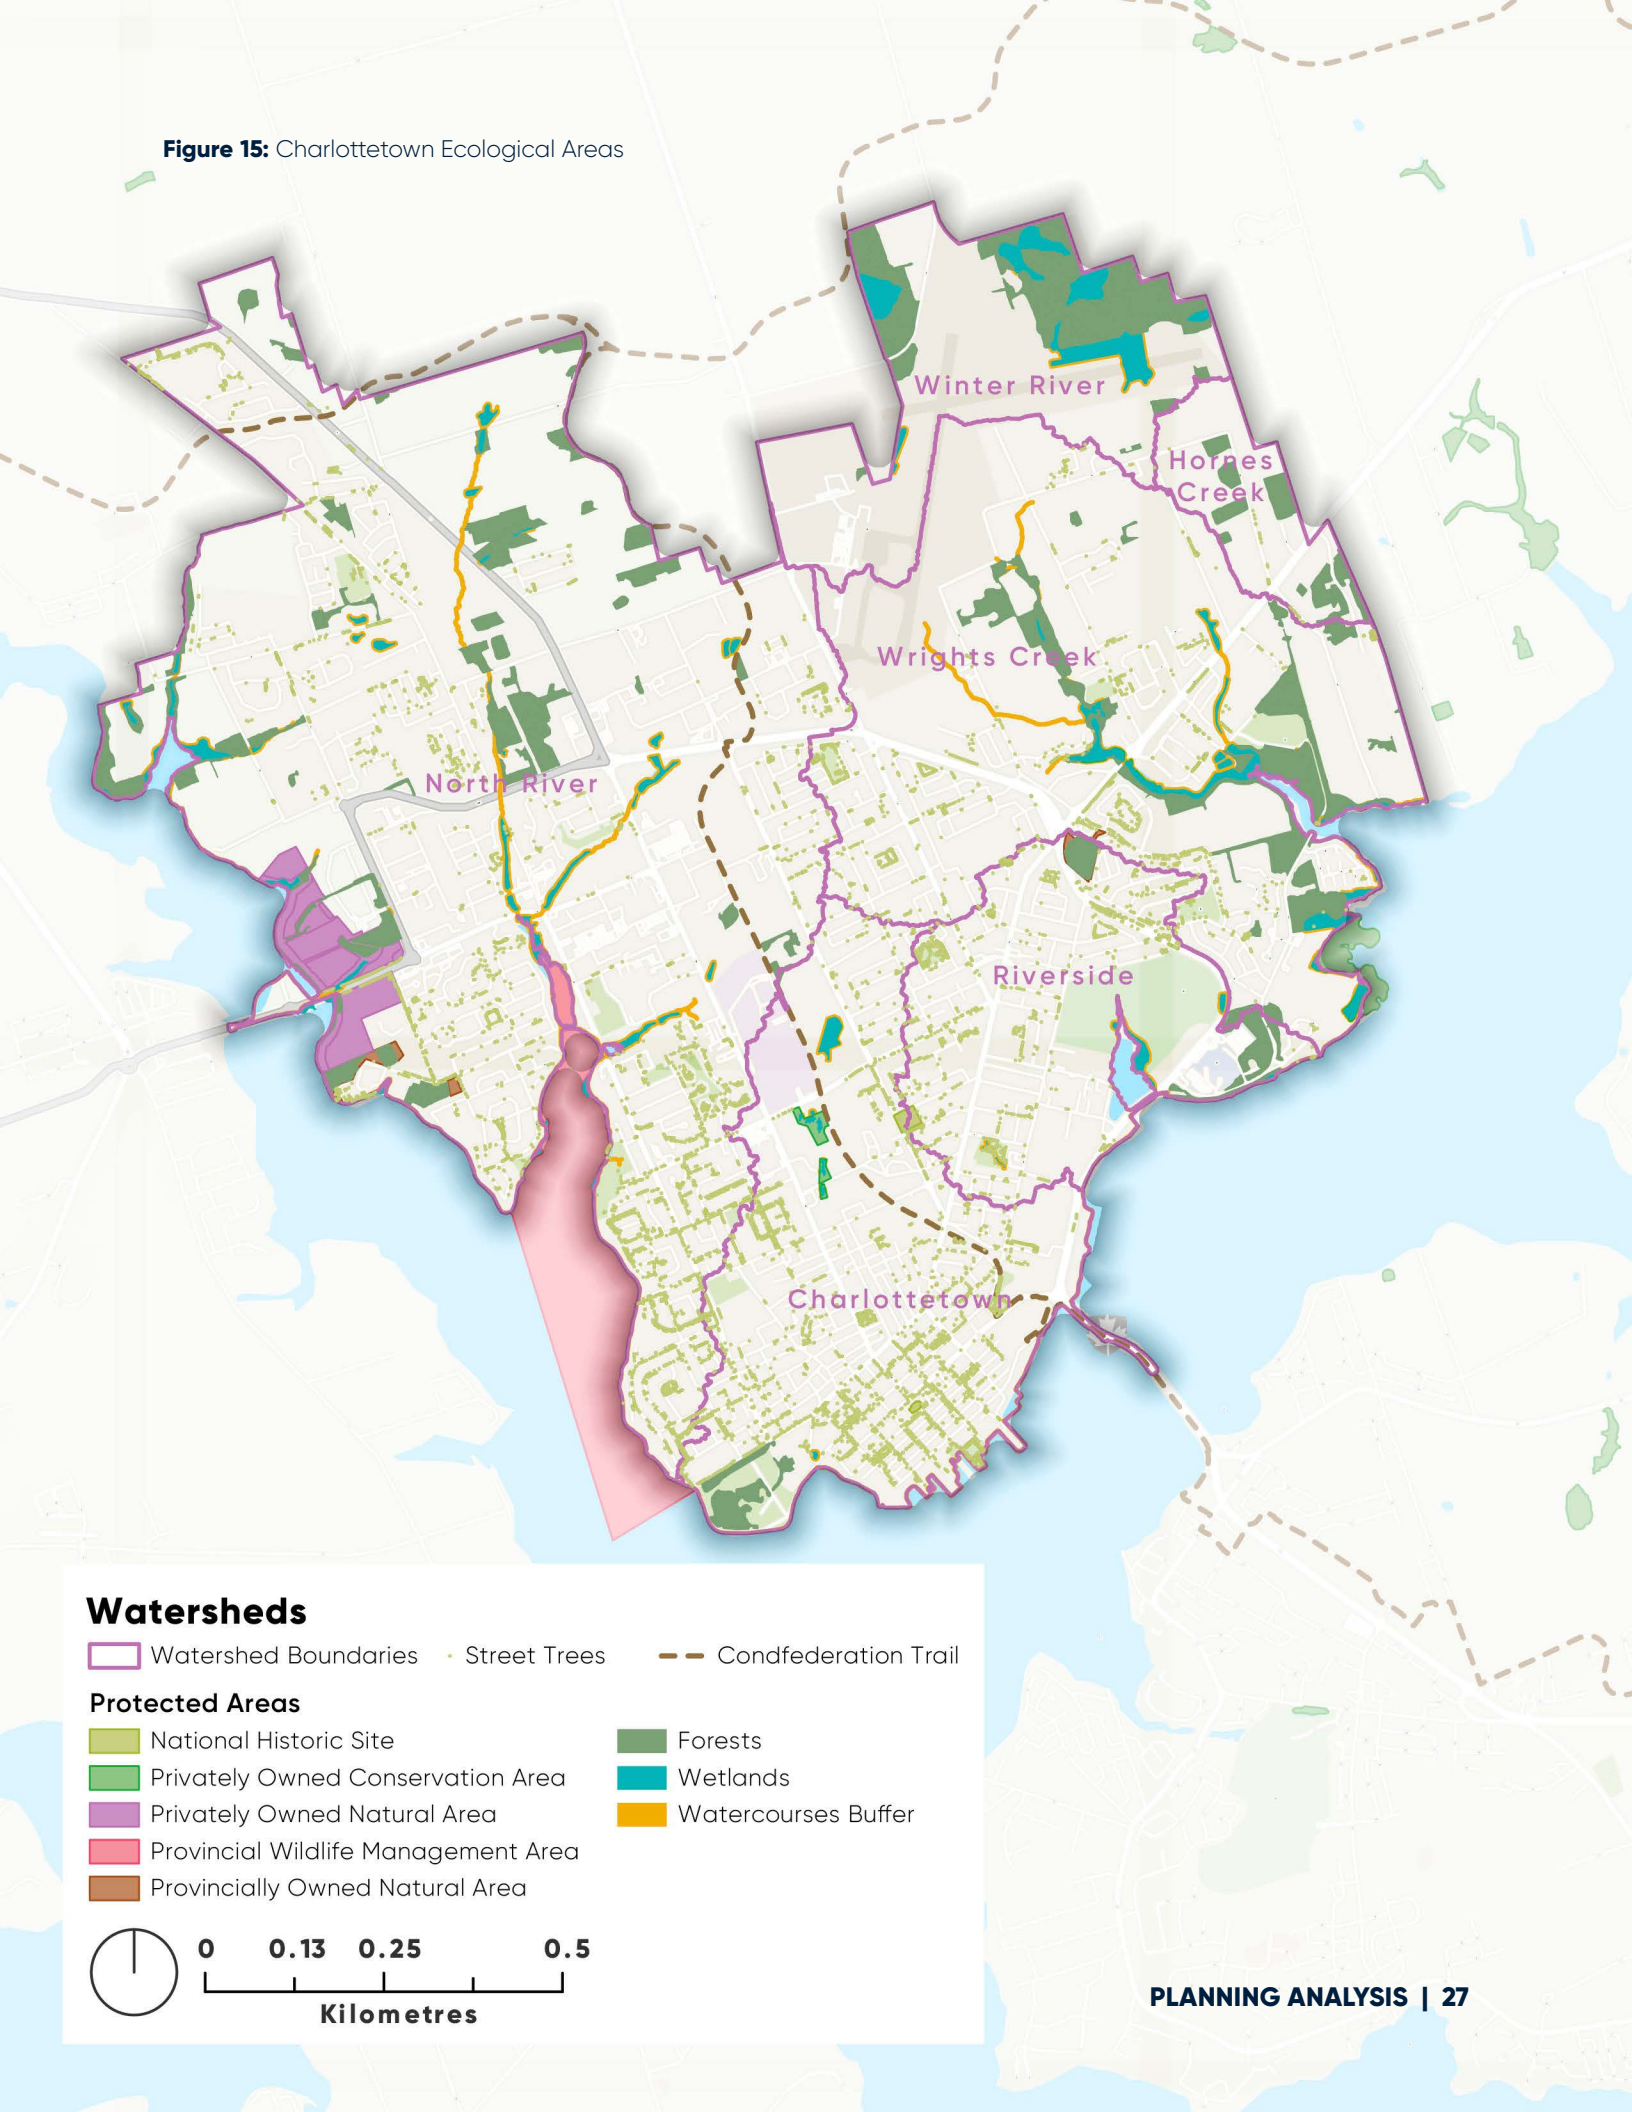 Figure 15: Charlottetown Ecological Areas
Winter River
Hornes
Creek
Wrights Creek
North River
Riverside
Charlottetown
Watersheds
Watershed Boundaries
Street Trees
Condfederation Trail
Protected Areas
National Historic Site
Privately Owned Conservation Area
Privately Owned Natural Area
Provincial Wildlife Management Area
Provincially Owned Natural Area
Forests
Wetlands
Watercourses Buffer
0 0.13 0.25 0.5
Kilometres
PLANNING ANALYSIS | 27